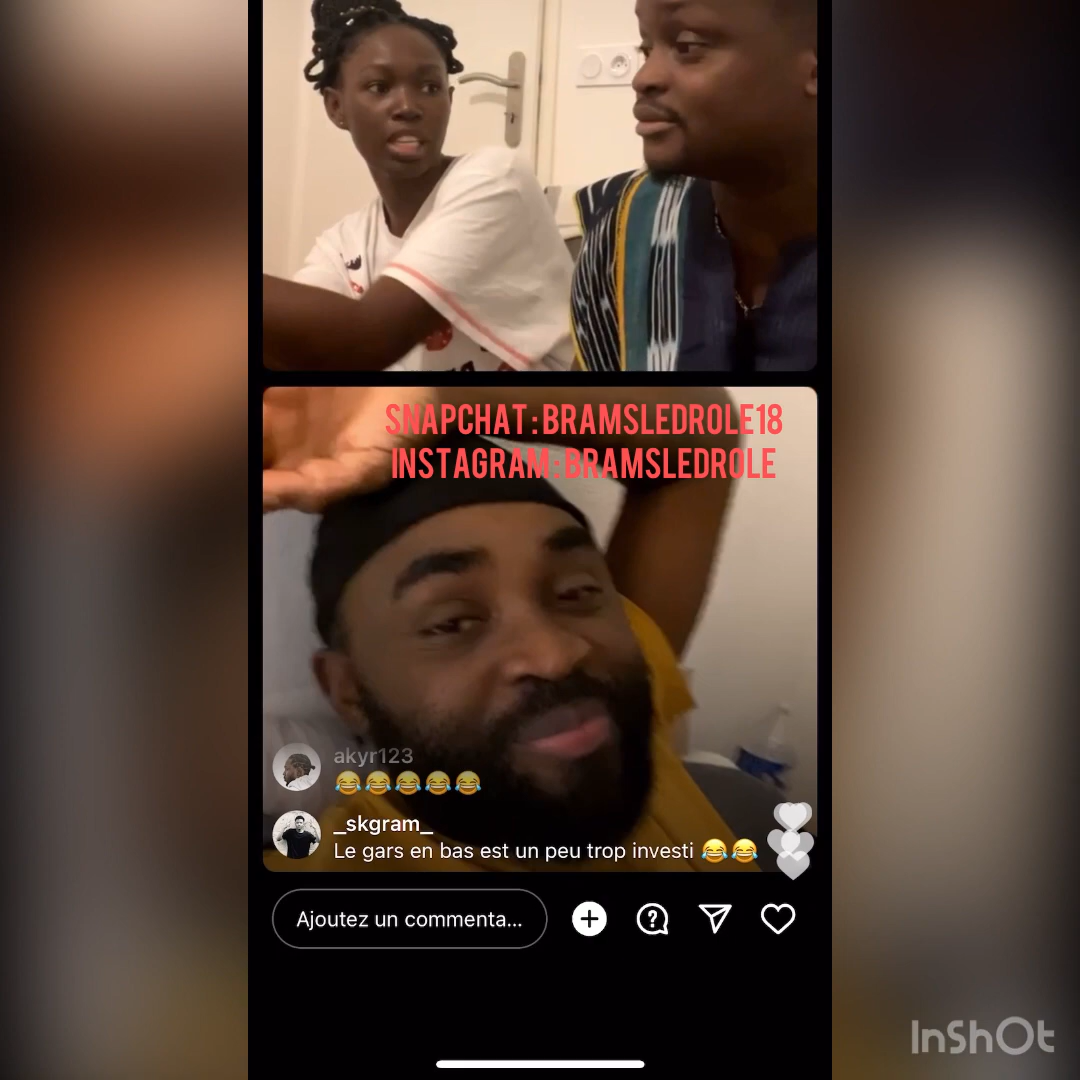 SNAPCHAT : BRAMSLEDROLE18
INSTAGRAM : BRAMSLEDROLE
akyr123
😂😂😂😂😂
_skgram_
Le gars en bas est un peu trop investi 😂😂
Ajoutez un commenta...
InShOt